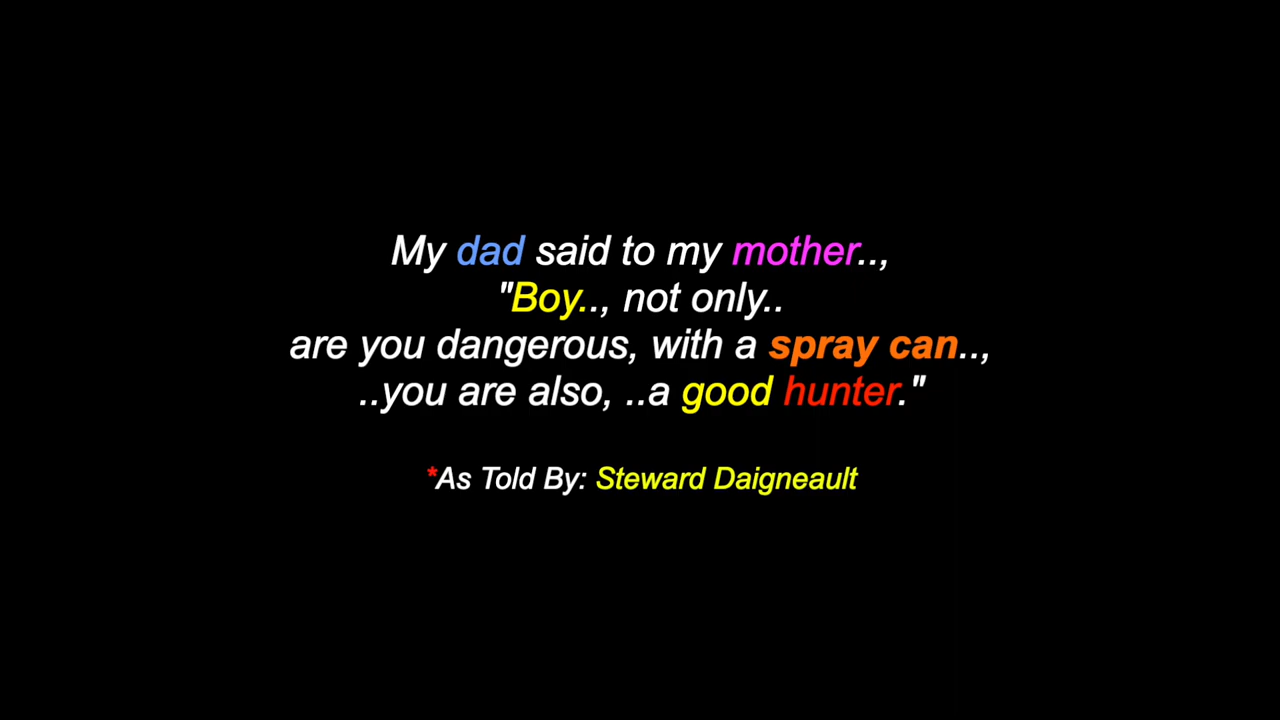 My dad said to my mother..,
"Boy.., not only..
are you dangerous, with a spray can..,
..you are also, ..a good hunter."
*As Told By: Steward Daigneault